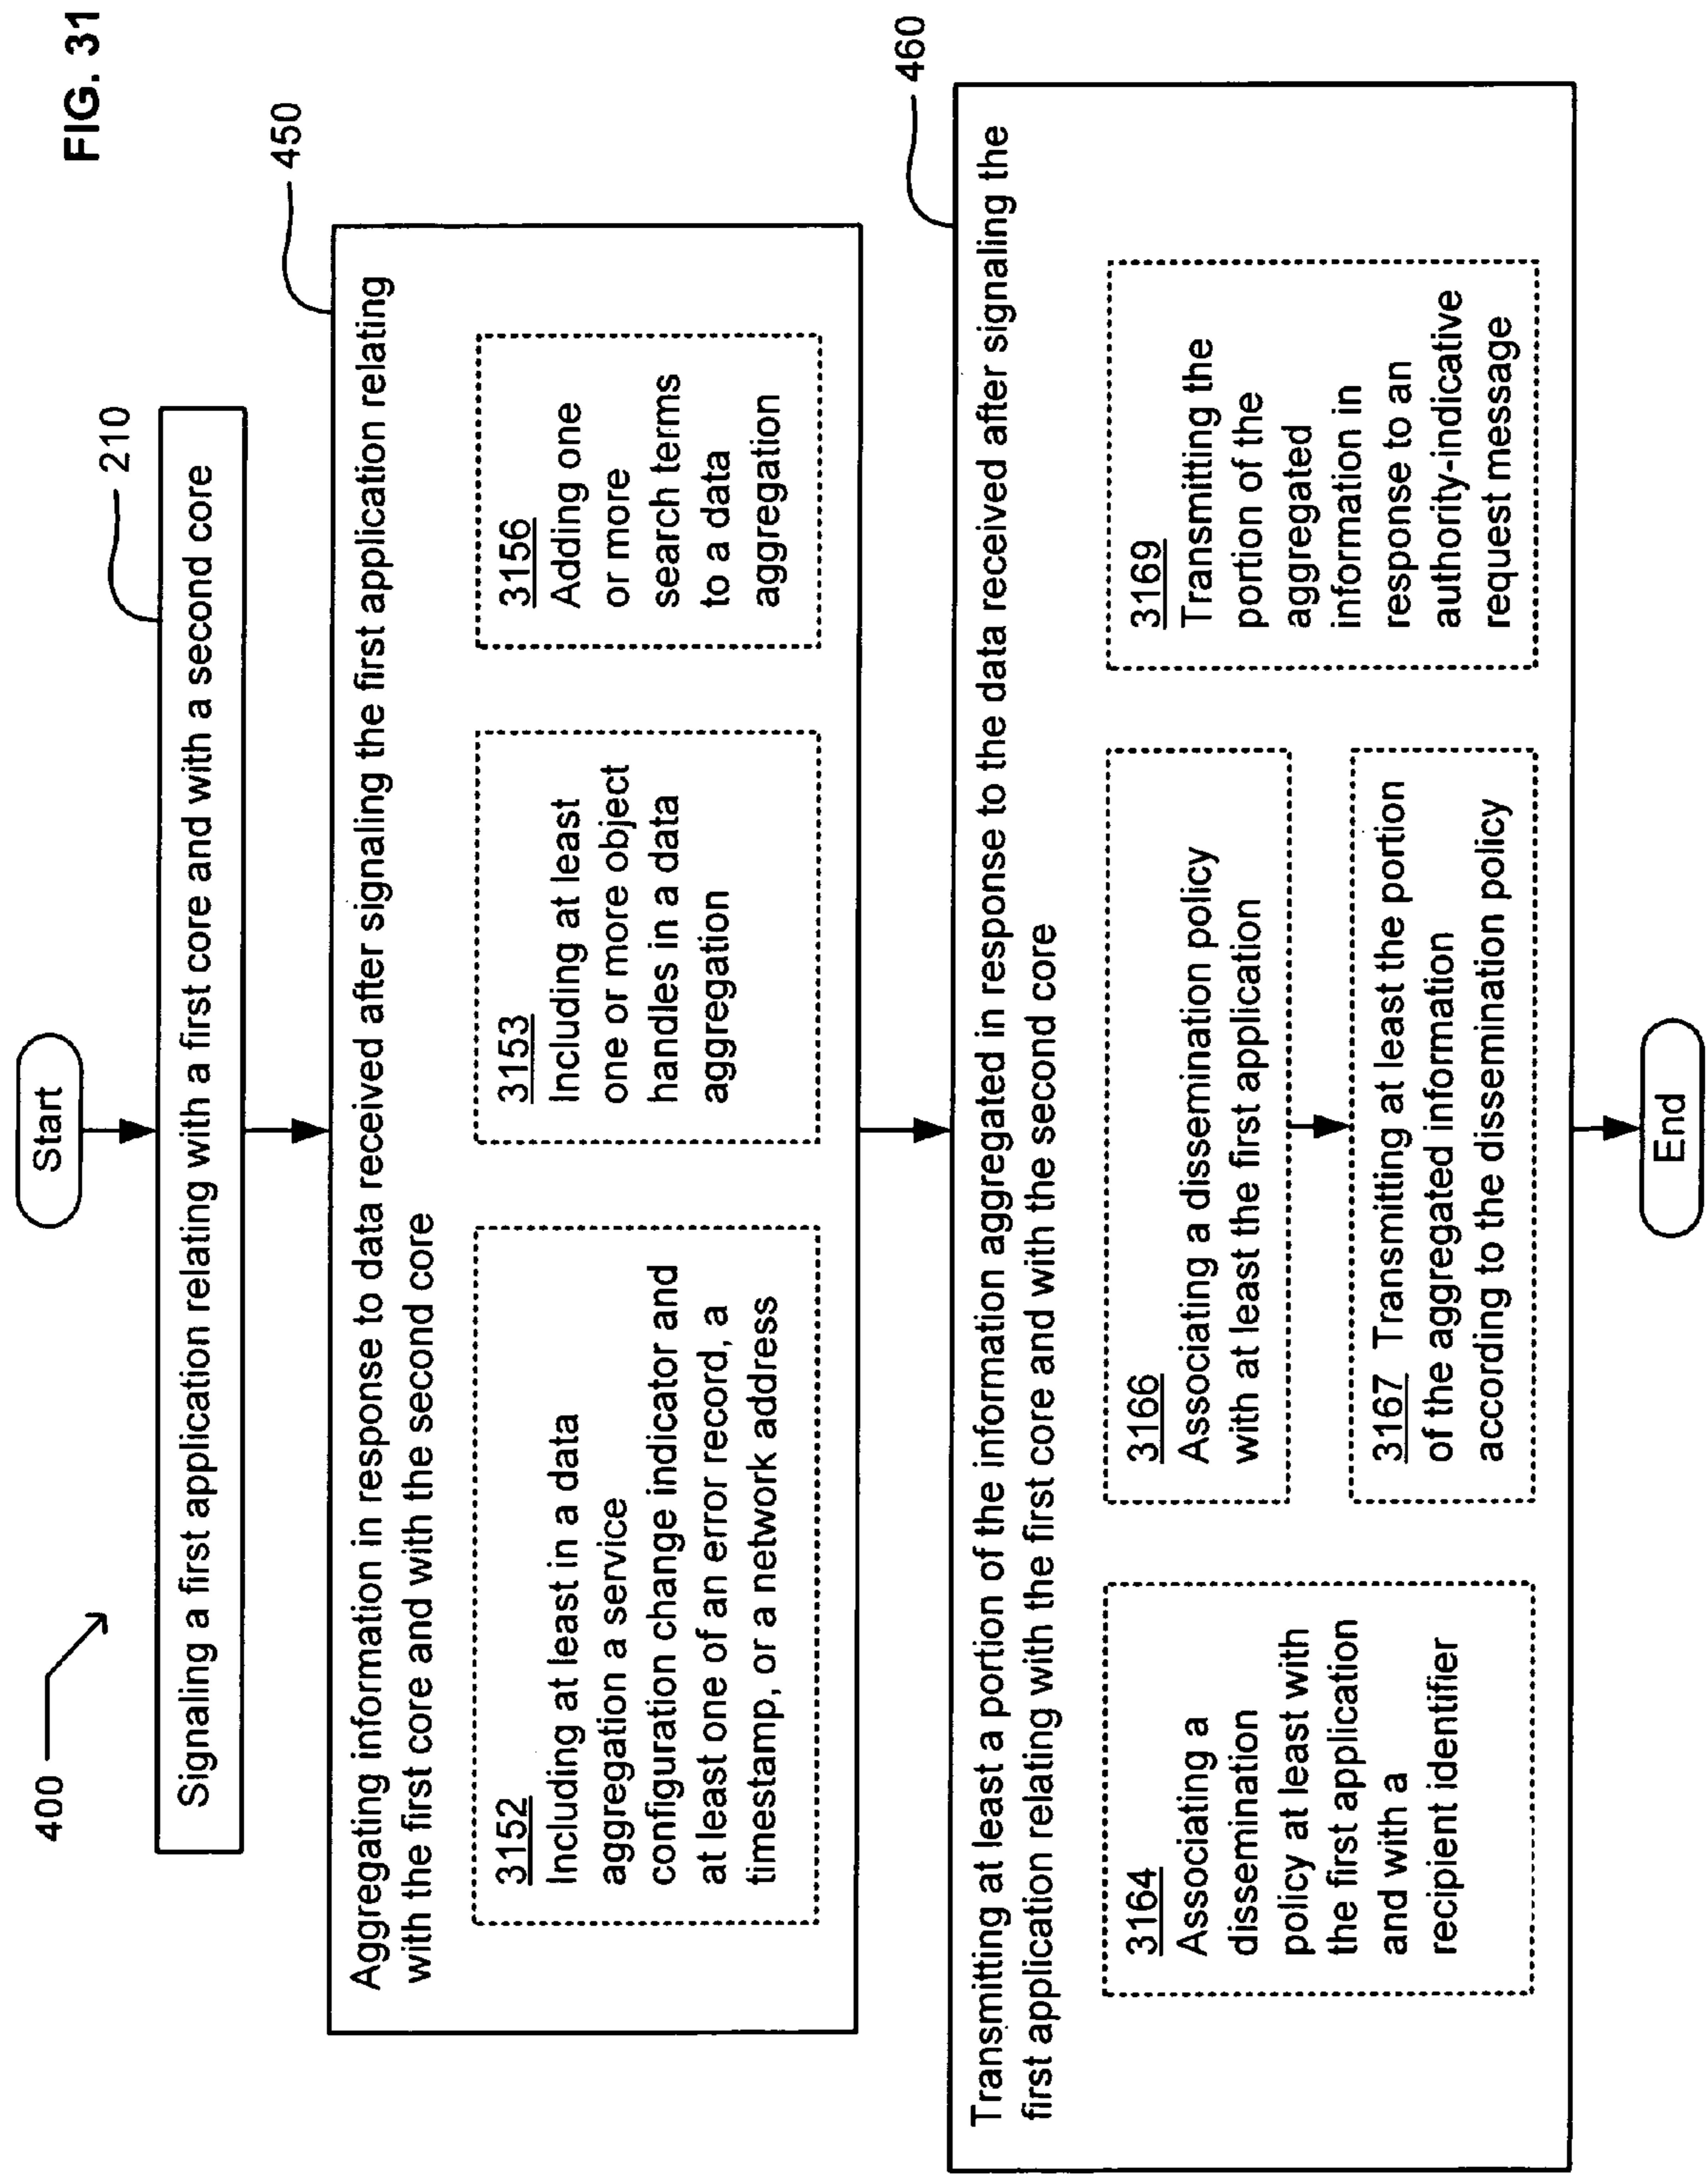 FIG. 31
400
Start
210
Signaling a first application relating with a first core and with a second core
450
Aggregating information in response to data received after signaling the first application relating
with the first core and with the second core
3152
Including at least in a data
aggregation a service
configuration change indicator and
at least one of an error record, a
timestamp, or a network address
3153
Including at least
one or more object
handles in a data
aggregation
3156
Adding one
or more
search terms
to a data
aggregation
460
Transmitting at least a portion of the information aggregated in response to the data received after signaling the
first application relating with the first core and with the second core
3164
Associating a
dissemination
policy at least with
the first application
and with a
recipient identifier
3166
Associating a dissemination policy
with at least the first application
3167 Transmitting at least the portion
of the aggregated information
according to the dissemination policy
3169
Transmitting the
portion of the
aggregated
information in
response to an
authority-indicative
request message
End